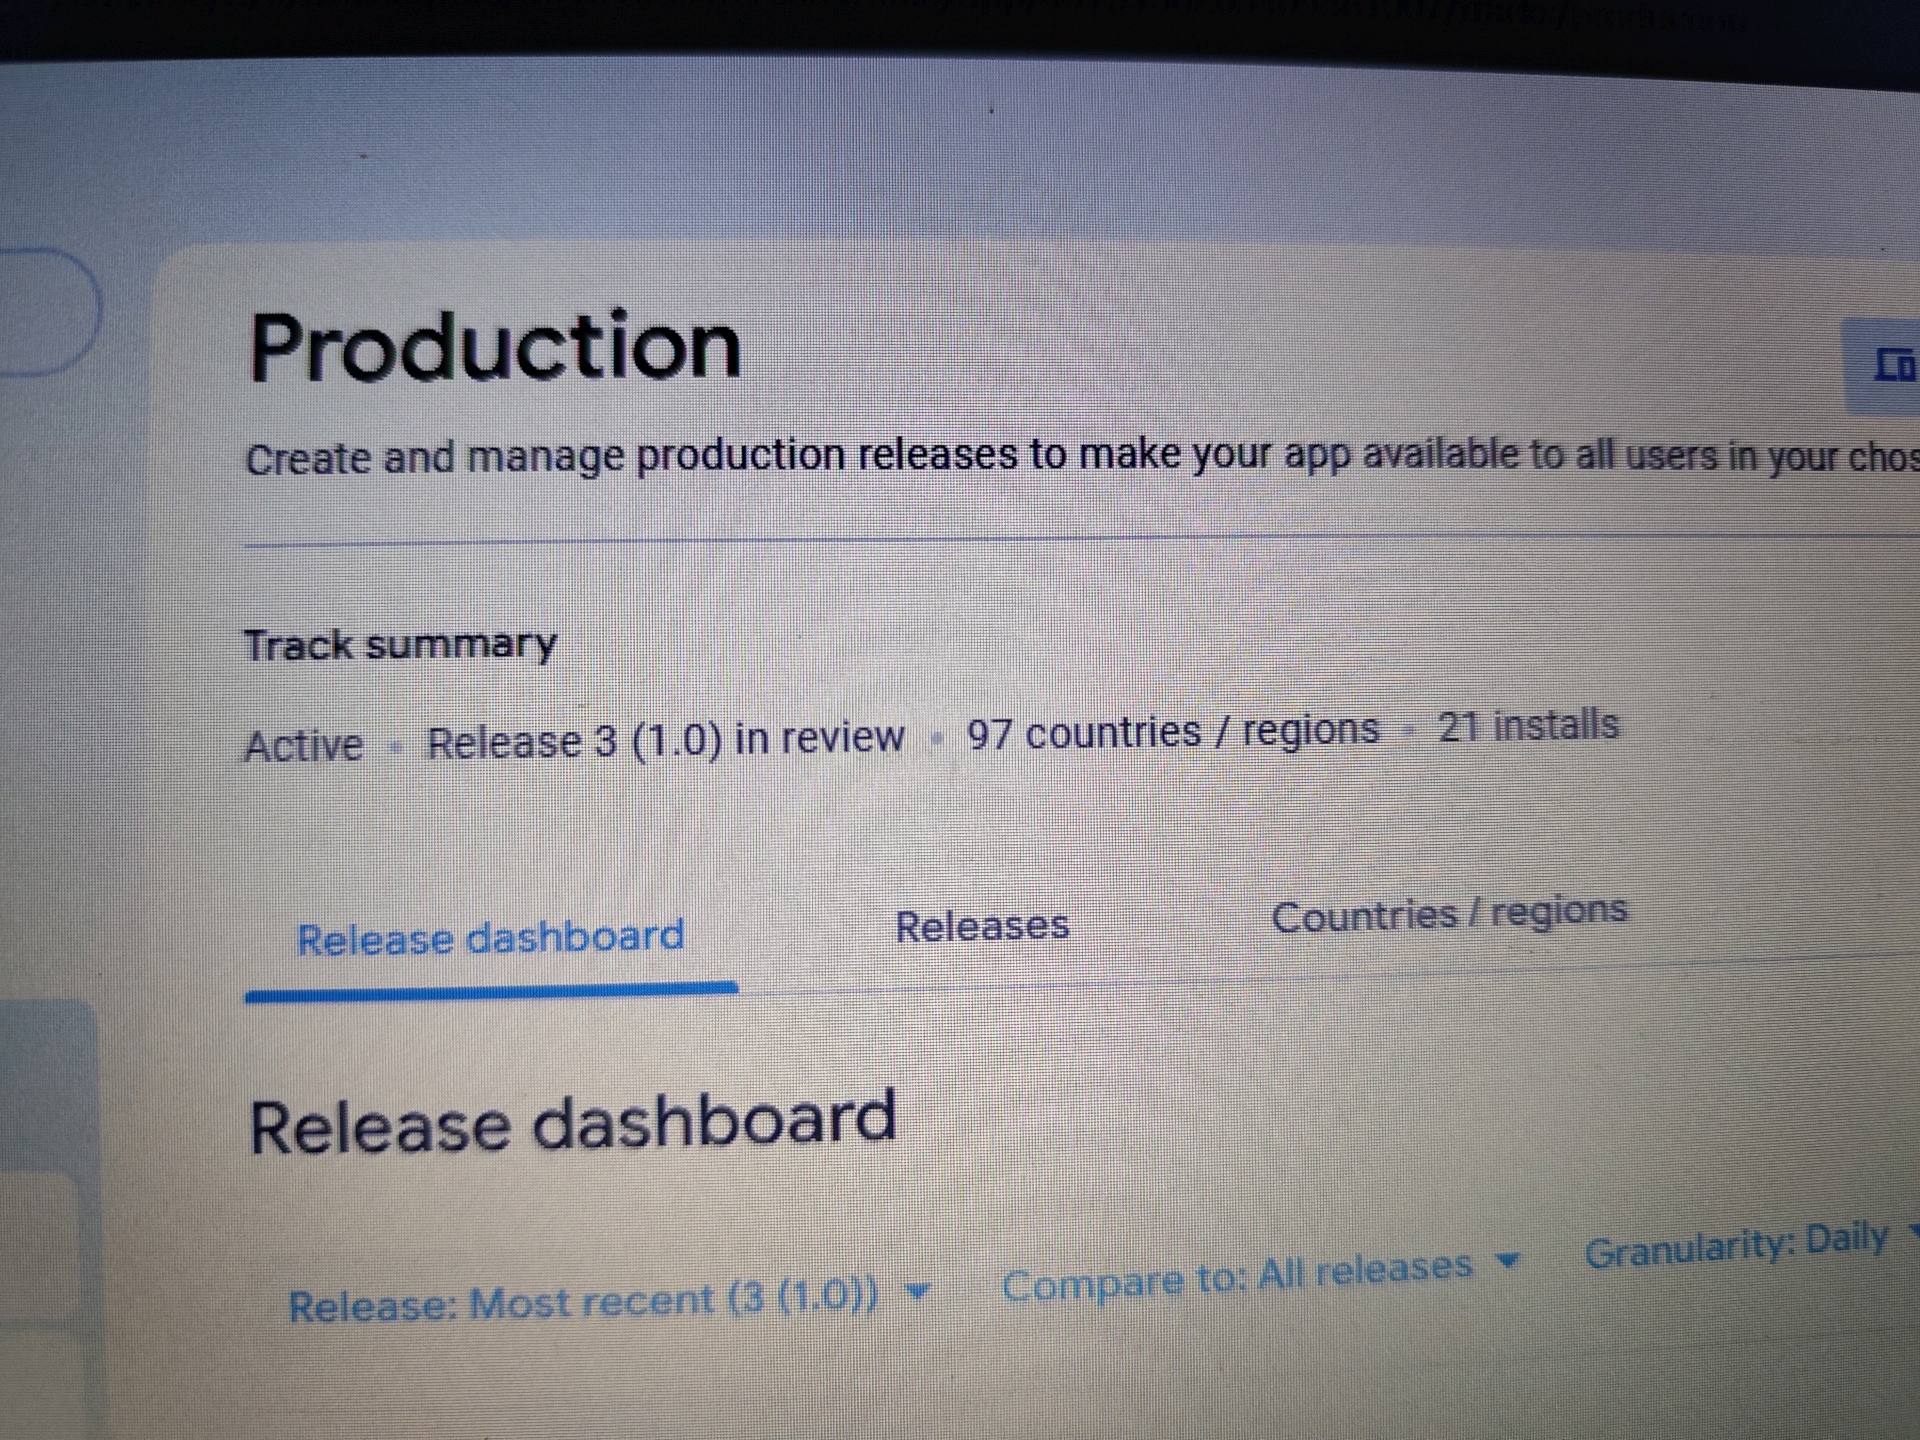 Production
Create and manage production releases to make your app available to all users in your
Track summary
Active • Release 3 (1.0) in review • 97 countries / regions • 21 installs
Release dashboard Releases Countries / regions
Release dashboard
Release: Most recent (3 (1.0)) Compare to: All releases Granularity: Daily